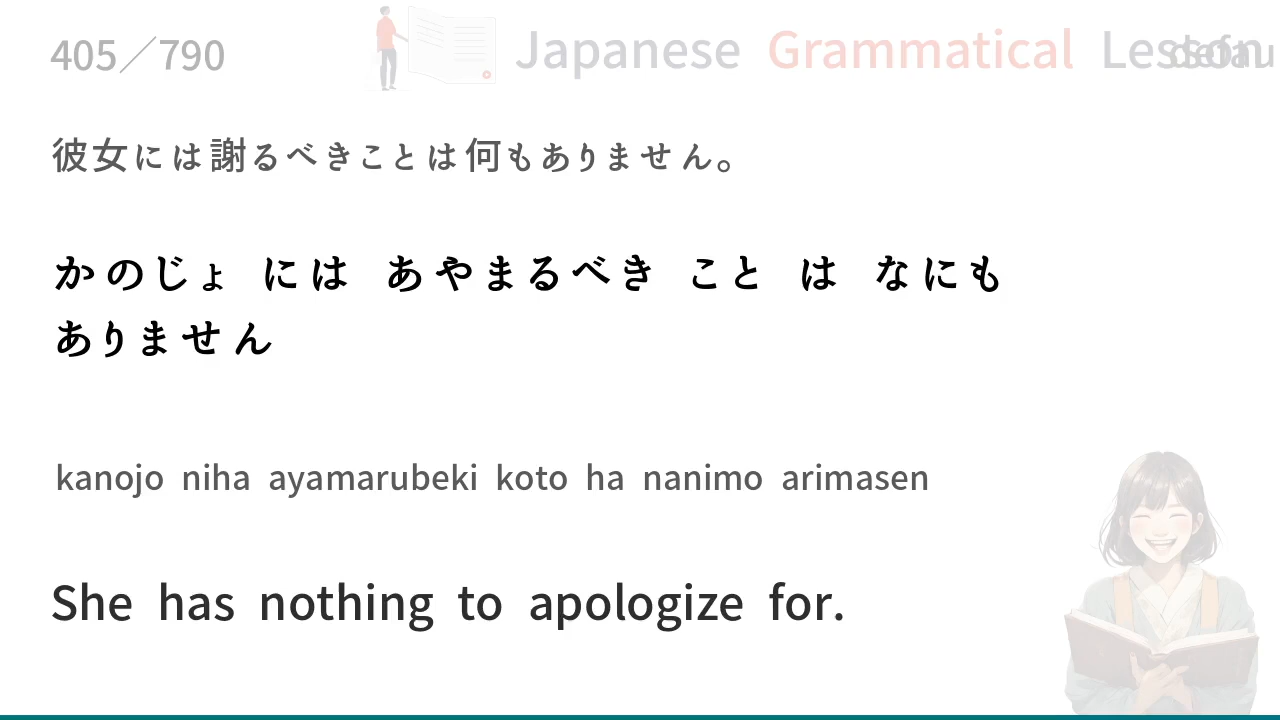 405／790
Japanese Grammatical Lesson
defau
彼女には謝るべきことは何もありません。
かのじょ には あやまるべき こと は なにも
ありません
kanojo niha ayamarubeki koto ha nanimo arimasen
She has nothing to apologize for.